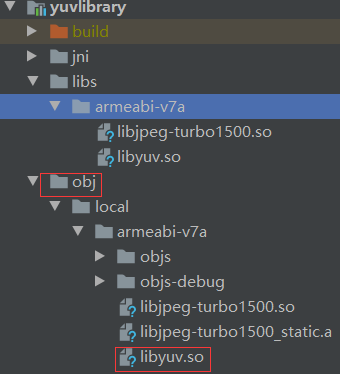 yuvlibrary
build
jni
libs
armeabi-v7a
libjpeg-turbo1500.so
libyuv.so
obj
local
armeabi-v7a
objs
objs-debug
libjpeg-turbo1500.so
libjpeg-turbo1500_static.a
libyuv.so